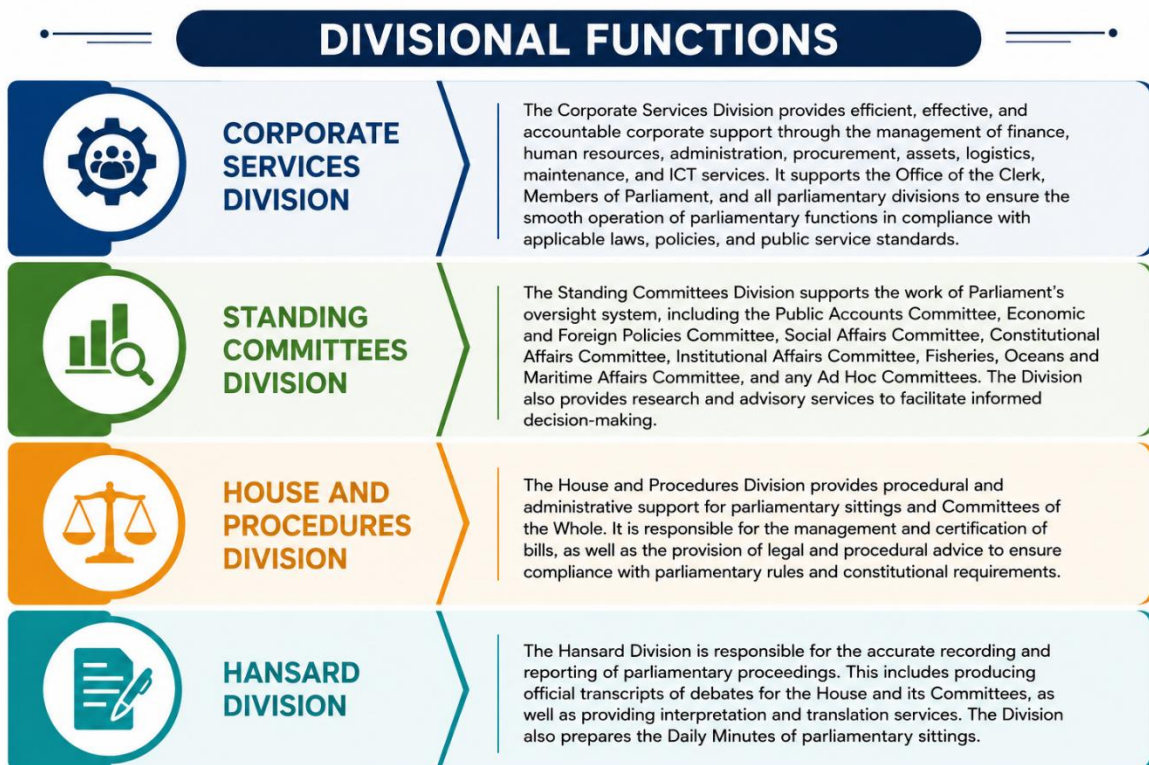 DIVISIONAL FUNCTIONS
CORPORATE
SERVICES
DIVISION
The Corporate Services Division provides efficient, effective, and
accountable corporate support through the management of finance,
human resources, administration, procurement, assets, logistics,
maintenance, and ICT services. It supports the Office of the Clerk,
Members of Parliament, and all parliamentary divisions to ensure the
smooth operation of parliamentary functions in compliance with
applicable laws, policies, and public service standards.
STANDING
COMMITTEES
DIVISION
The Standing Committees Division supports the work of Parliament’s
oversight system, including the Public Accounts Committee, Economic
and Foreign Policies Committee, Social Affairs Committee, Constitutional
Affairs Committee, Institutional Affairs Committee, Fisheries, Oceans and
Maritime Affairs Committee, and any Ad Hoc Committees. The Division
also provides research and advisory services to facilitate informed
decision-making.
HOUSE AND
PROCEDURES
DIVISION
The House and Procedures Division provides procedural and
administrative support for parliamentary sittings and Committees of
the Whole. It is responsible for the management and certification of
bills, as well as the provision of legal and procedural advice to ensure
compliance with parliamentary rules and constitutional requirements.
HANSARD
DIVISION
The Hansard Division is responsible for the accurate recording and
reporting of parliamentary proceedings. This includes producing
official transcripts of debates for the House and its Committees, as
well as providing interpretation and translation services. The Division
also prepares the Daily Minutes of parliamentary sittings.